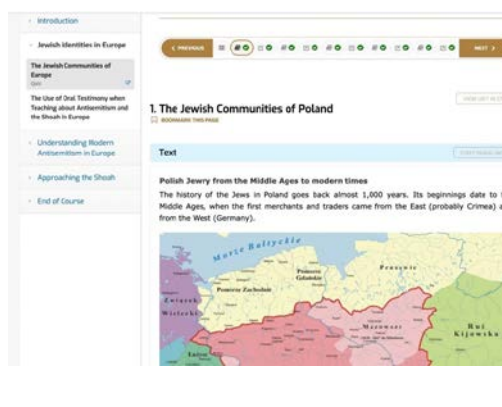 Introduction
Jewish Identities in Europe
The Jewish Communities of
Europe
Quiz
The Use of Oral Testimony when
Teaching about Antisemitism and
the Shoah in Europe
Understanding Modern
Antisemitism in Europe
Approaching the Shoah
End of Course
PREVIOUS
NEXT
1. The Jewish Communities of Poland
BOOKMARK THIS PAGE
Text
Polish Jewry from the Middle Ages to modern times
The history of the Jews in Poland goes back almost 1,000 years. Its beginnings date to
Middle Ages, when the first merchants and traders came from the East (probably Crimea)
from the West (Germany).
Morze Bałtyckie
Prusowie
Pomorze
Gdańskie
Pomorze Zachodnie
Związek
Wielecki
Mazowsze
Ruś
Kijowska
Łużyce